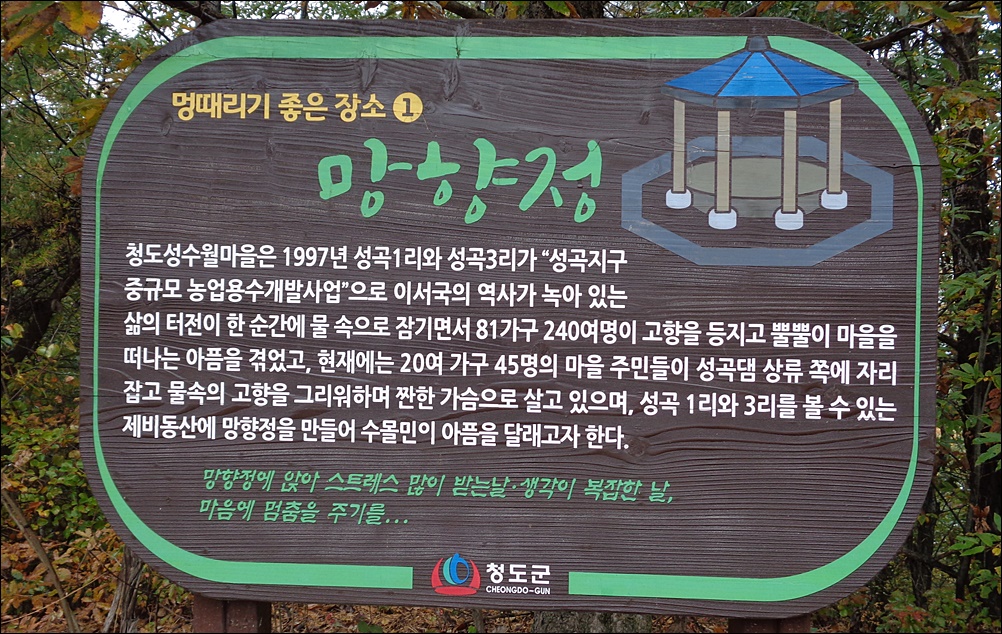 멍때리기 좋은 장소 1
망향정
청도성수월마을은 1997년 성곡1리와 성곡3리가 “성곡지구
중규모 농업용수개발사업”으로 이서국의 역사가 녹아 있는
삶의 터전이 한 순간에 물 속으로 잠기면서 81가구 240여명이 고향을 등지고 뿔뿔이 마을을
떠나는 아픔을 겪었고, 현재에는 20여 가구 45명의 마을 주민들이 성곡댐 상류 쪽에 자리
잡고 물속의 고향을 그리워하며 짠한 가슴으로 살고 있으며, 성곡 1리와 3리를 볼 수 있는
제비동산에 망향정을 만들어 수몰민이 아픔을 달래고자 한다.
망향정에 앉아 스트레스 많이 받는날·생각이 복잡한 날,
마음에 멈춤을 주기를...
청도군
CHEONGDO-GUN